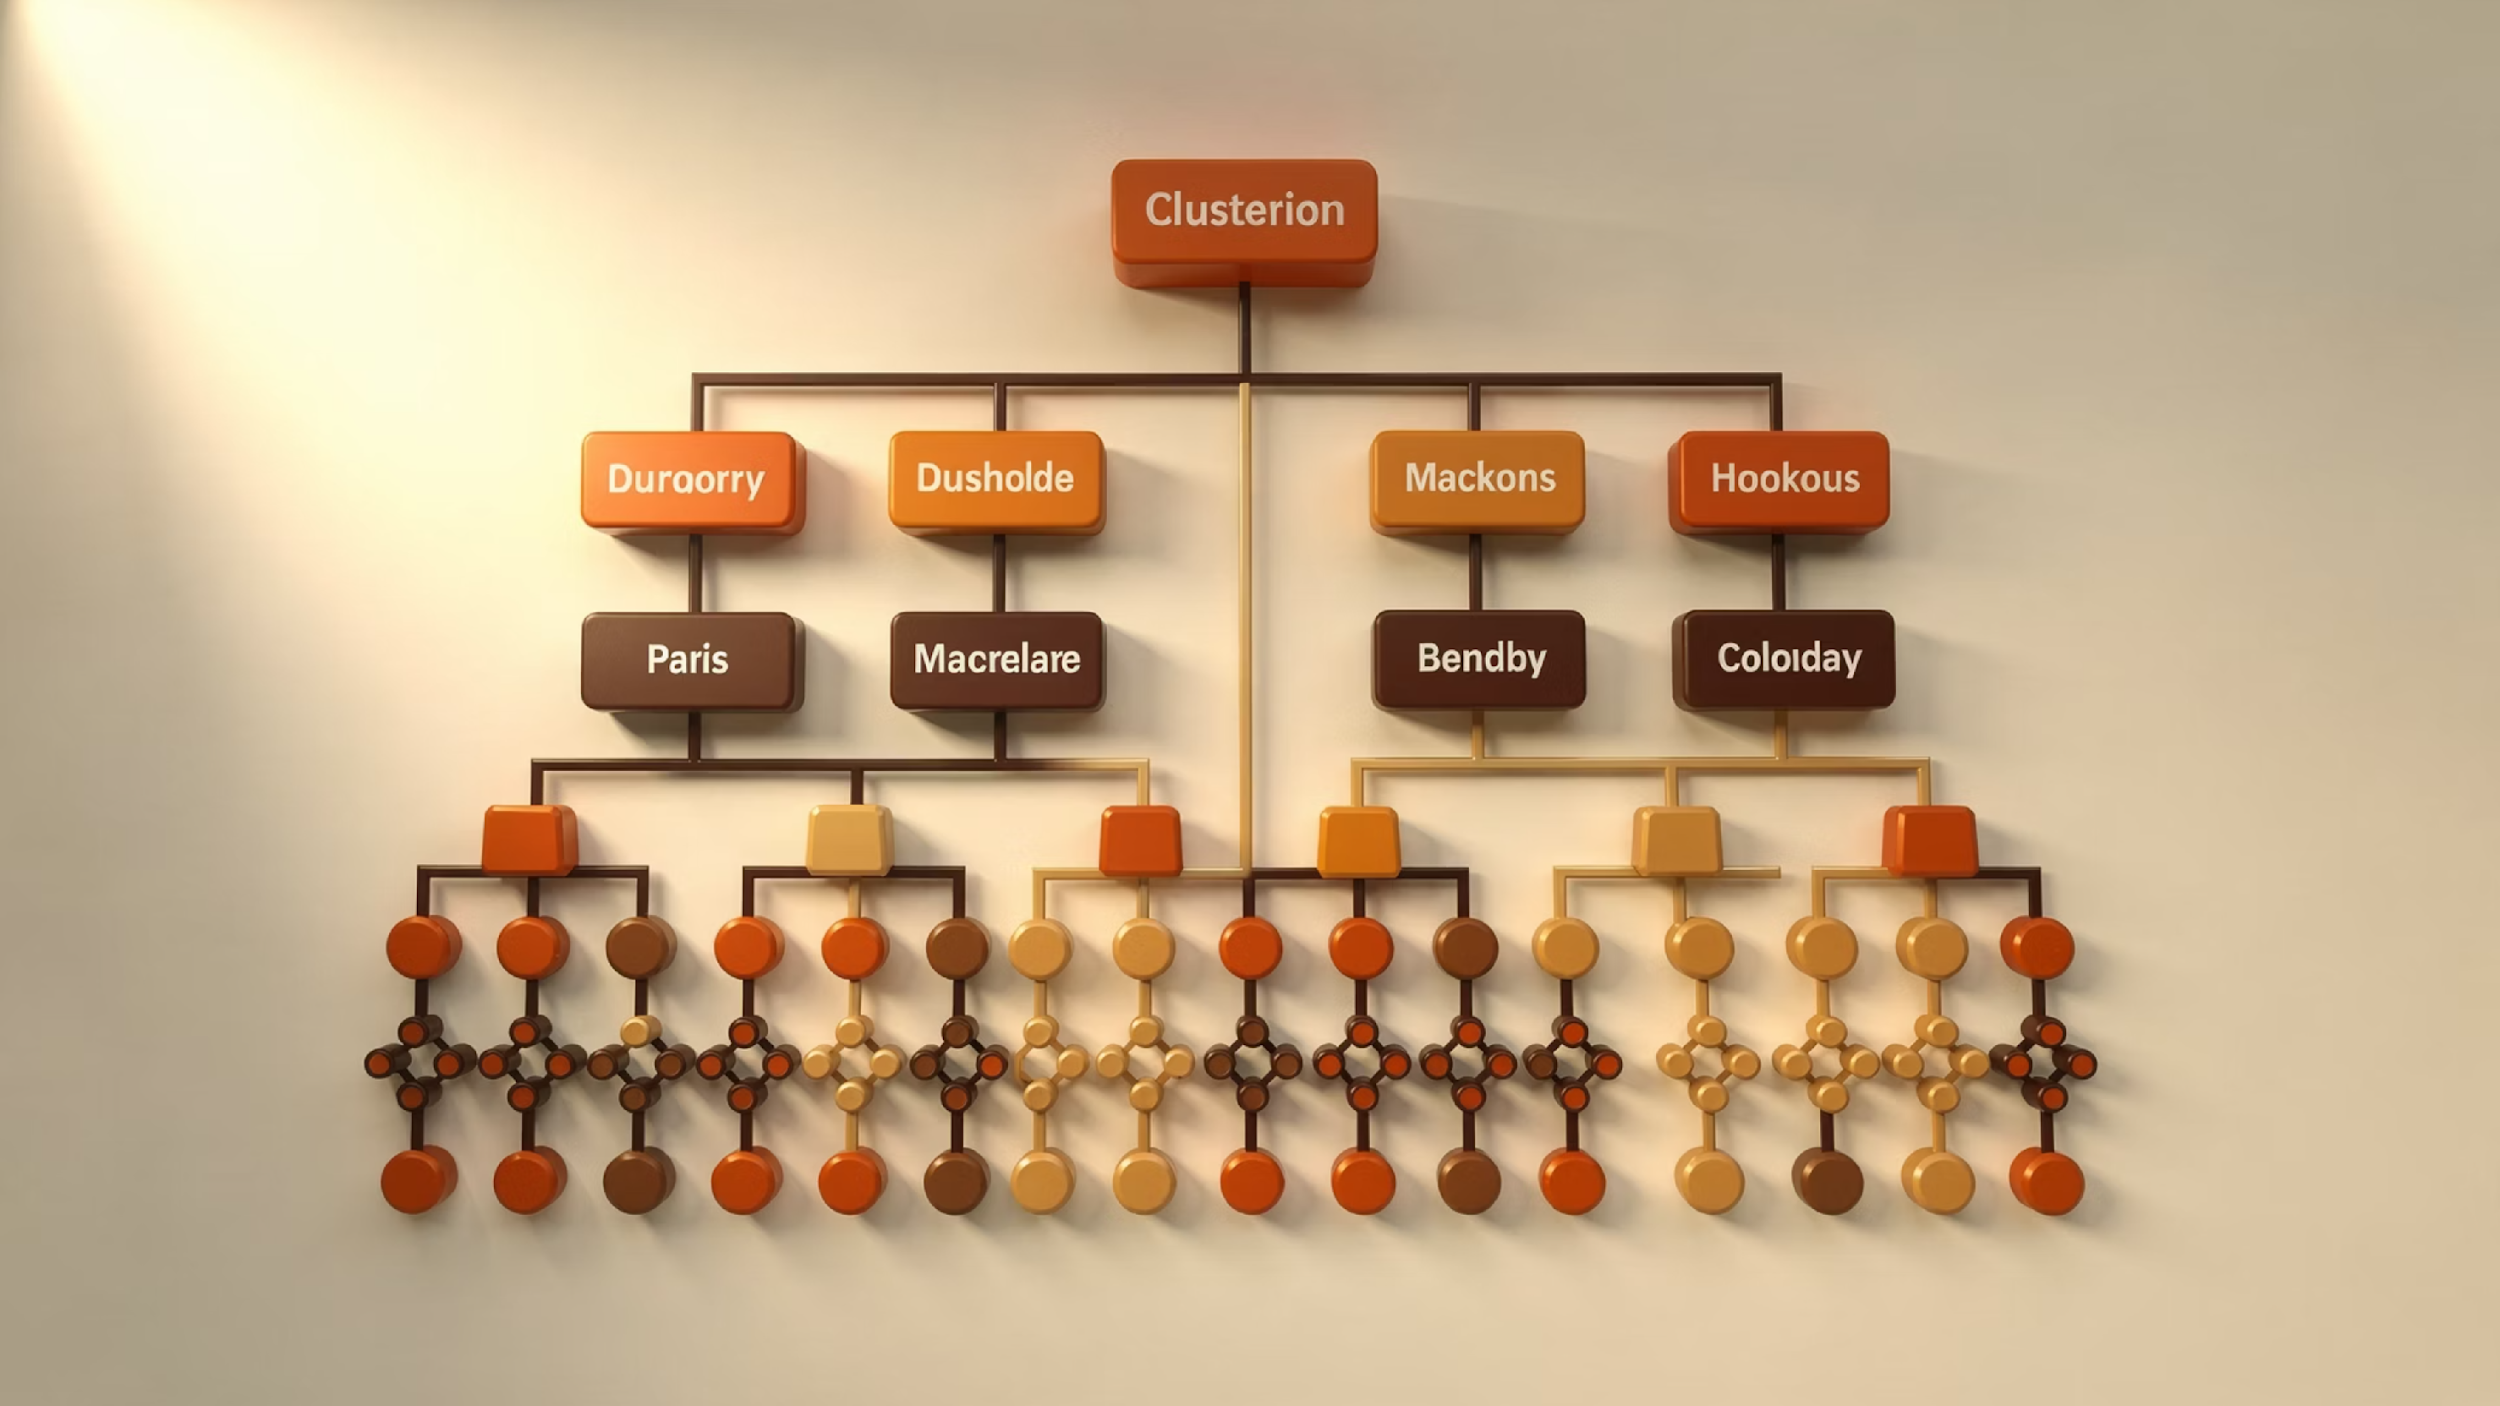 Clusterion
Duraorry
Dusholde
Mackons
Hookous
Paris
Macrelare
Bendby
Coloıday